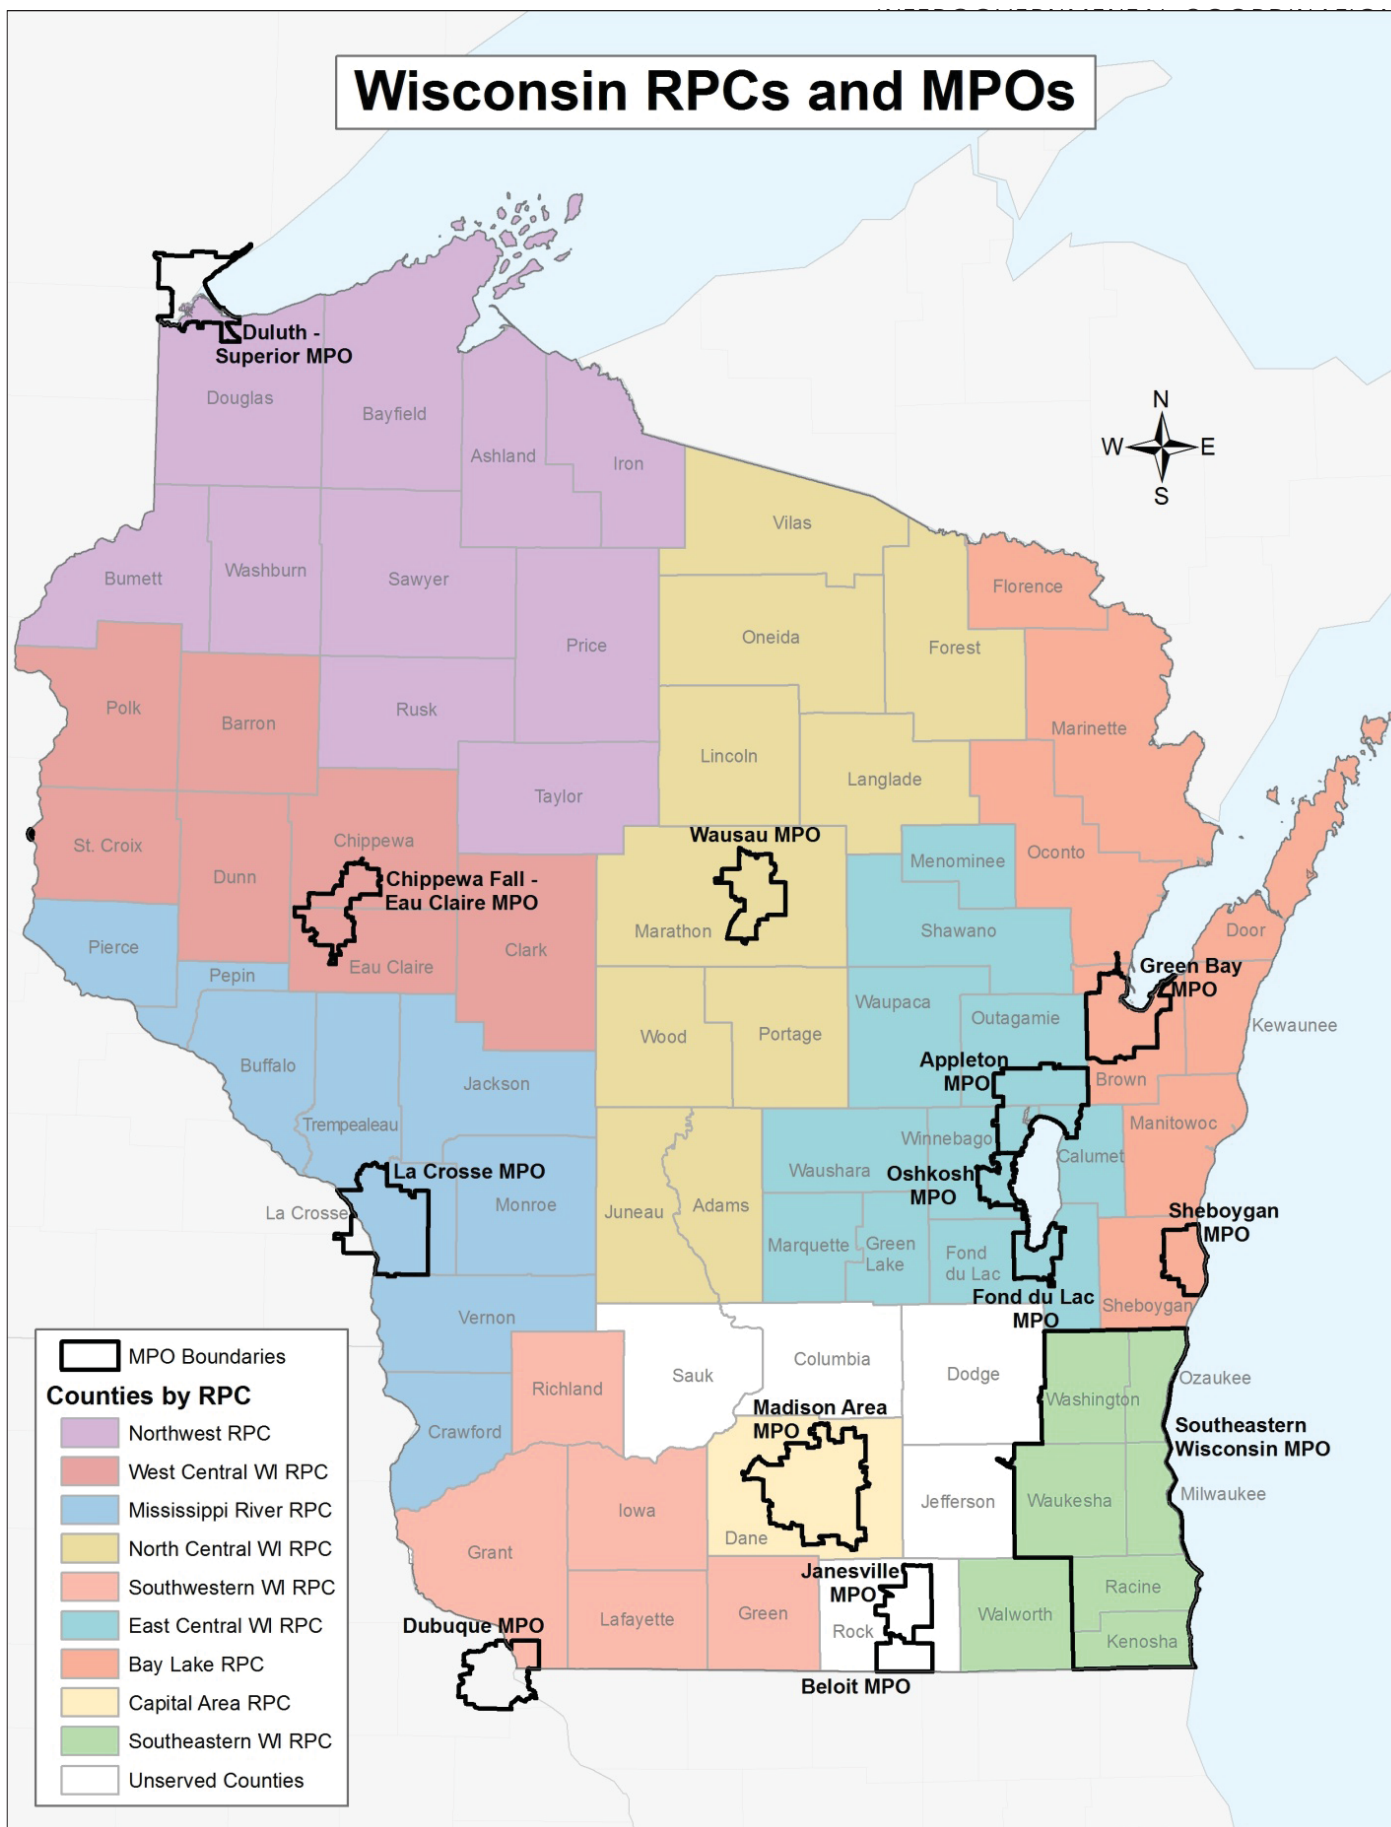 Wisconsin RPCs and MPOs
N
W E
S
Duluth -
Superior MPO
Douglas
Bayfield
Ashland
Iron
Vilas
Bumett
Washburn
Sawyer
Florence
Price
Oneida
Forest
Polk
Barron
Rusk
Marinette
Lincoln
Langlade
Taylor
St. Croix
Chippewa
Wausau MPO
Menominee
Oconto
Dunn
Chippewa Fall -
Eau Claire MPO
Marathon
Clark
Shawano
Door
Pierce
Pepin
Eau Claire
Green Bay
MPO
Waupaca
Outagamie
Kewaunee
Wood
Portage
Buffalo
Jackson
Appleton
MPO
Brown
Trempealeau
Winnebago
Manitowoc
La Crosse MPO
Waushara
Calumet
Oshkosh
MPO
La Crosse
Monroe
Juneau
Adams
Sheboygan
MPO
Marquette
Green
Lake
Fond
du Lac
Fond du Lac
MPO
Sheboygan
Vernon
Sauk
Columbia
Dodge
Richland
Ozaukee
Washington
Madison Area
MPO
Southeastern
Wisconsin MPO
Crawford
Iowa
Jefferson
Waukesha
Milwaukee
Dane
Grant
Janesville
MPO
Racine
Lafayette
Green
Rock
Walworth
Kenosha
Dubuque MPO
Beloit MPO
MPO Boundaries
Counties by RPC
Northwest RPC
West Central WI RPC
Mississippi River RPC
North Central WI RPC
Southwestern WI RPC
East Central WI RPC
Bay Lake RPC
Capital Area RPC
Southeastern WI RPC
Unserved Counties